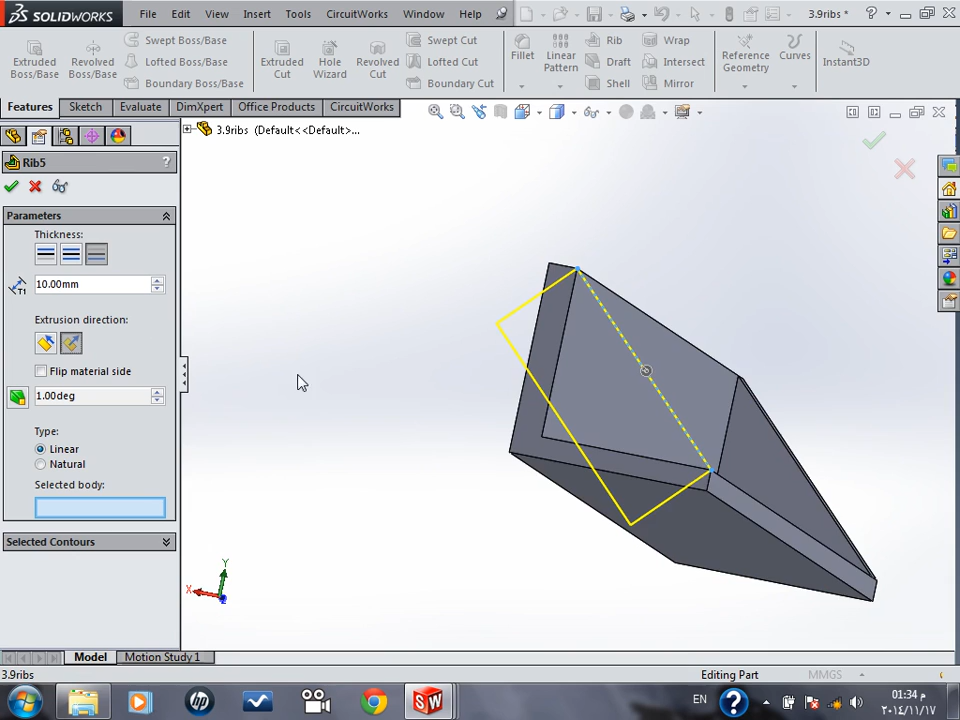 SOLIDWORKS File Edit View Insert Tools CircuitWorks Window Help 3.9ribs *
Extruded Boss/Base Revolved Boss/Base Swept Boss/Base Lofted Boss/Base Boundary Boss/Base Extruded Cut Hole Wizard Revolved Cut Swept Cut Lofted Cut Boundary Cut Fillet Linear Pattern Rib Draft Shell Wrap Intersect Mirror Reference Geometry Curves Instant3D
Features Sketch Evaluate DimXpert Office Products CircuitWorks
3.9ribs (Default<<Default>...
Rib5 ?
Parameters
Thickness:
T1 10.00mm
Extrusion direction:
Flip material side
1.00deg
Type:
Linear
Natural
Selected body:
Selected Contours
Y
X
Z
Model Motion Study 1
3.9ribs Editing Part MMGS
EN 01:34 م
٢٠١٤/١١/١٧